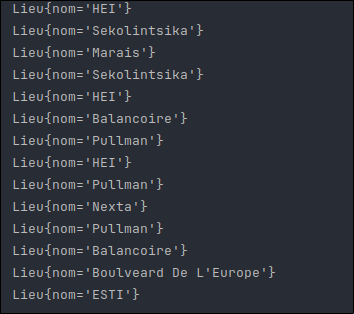 Lieu{nom='HEI'}
Lieu{nom='Sekolintsika'}
Lieu{nom='Marais'}
Lieu{nom='Sekolintsika'}
Lieu{nom='HEI'}
Lieu{nom='Balancoire'}
Lieu{nom='Pullman'}
Lieu{nom='HEI'}
Lieu{nom='Pullman'}
Lieu{nom='Nexta'}
Lieu{nom='Pullman'}
Lieu{nom='Balancoire'}
Lieu{nom='Boulveard De L'Europe'}
Lieu{nom='ESTI'}